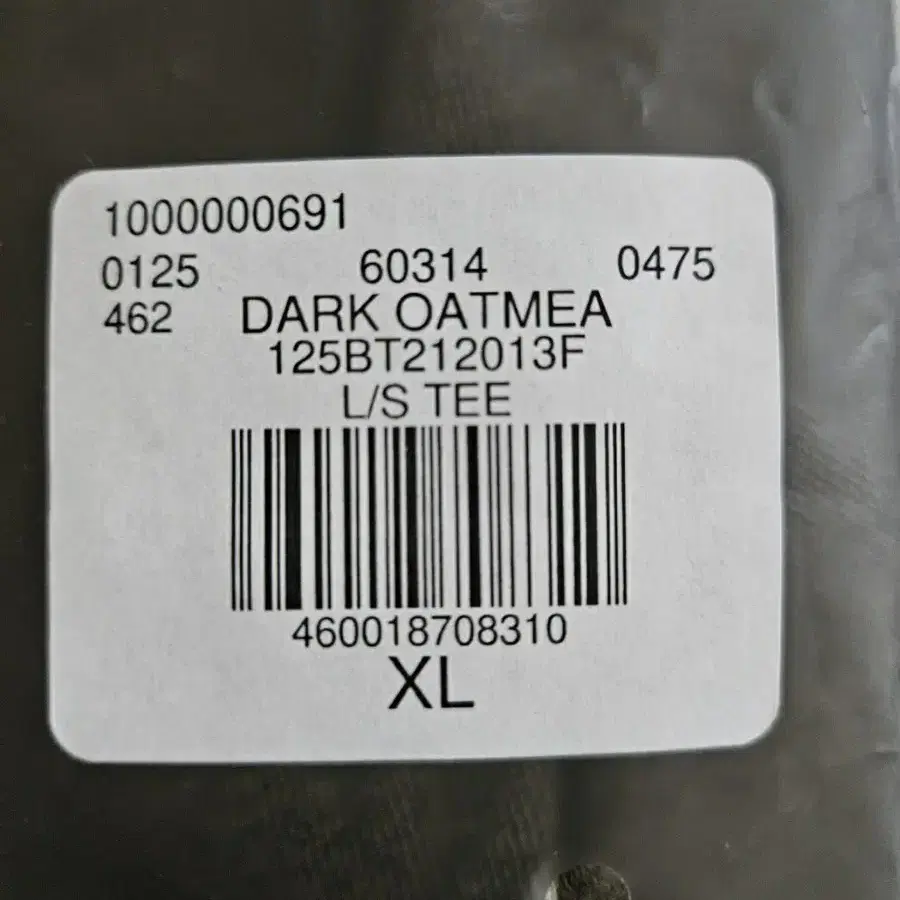 1000000691
0125 60314 0475
462 DARK OATMEA
125BT212013F
L/S TEE
460018708310
XL